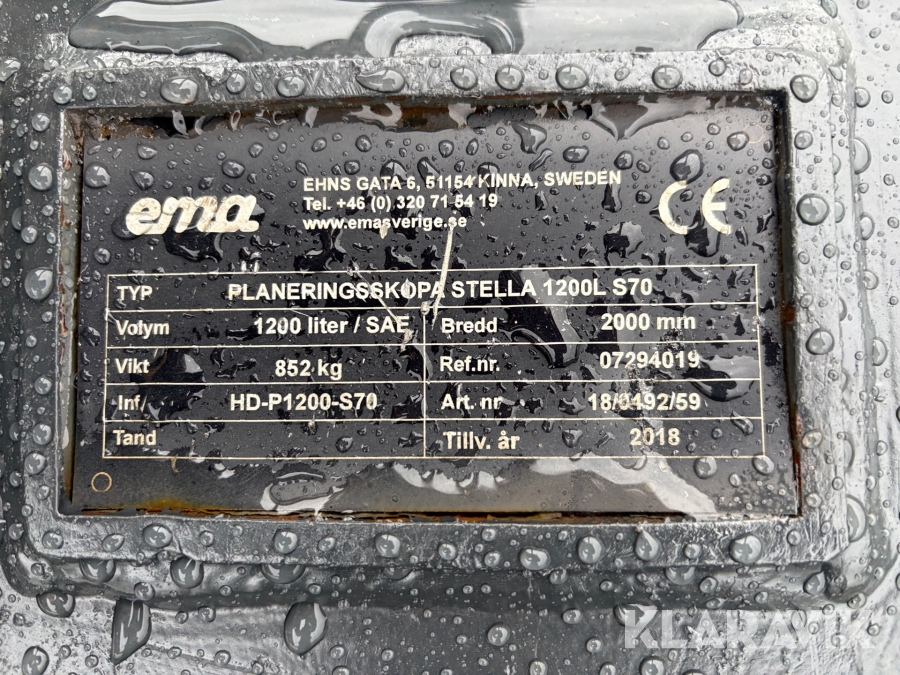 ema
EHNS GATA 6, 51154 KINNA, SWEDEN
Tel. +46 (0) 320 71 54 19
www.emasverige.se
CE
TYP PLANERINGSSKOPA STELLA 1200L S70
Volym 1200 liter / SAE Bredd 2000 mm
Vikt 852 kg Ref.nr. 07294019
Inf HD-P1200-S70 Art. nr 18/0492/59
Tand Tillv. år 2018
KLARAVIK